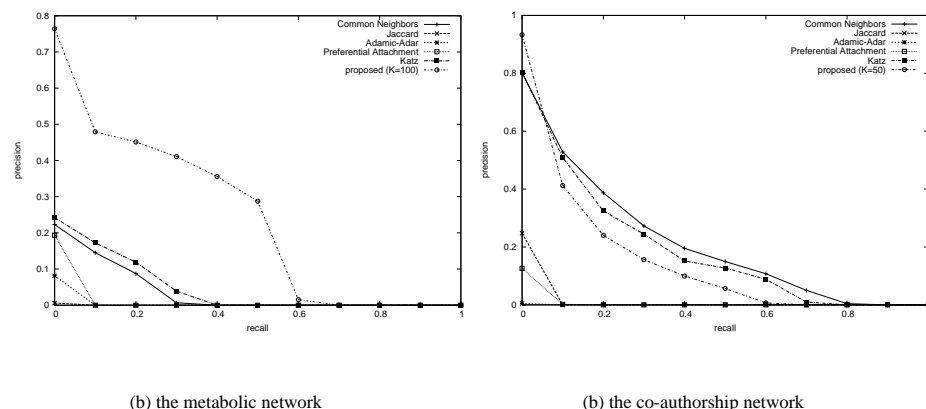 0.8
0.7
0.6
0.5
0.4
0.3
0.2
0.1
0
precision
0 0.2 0.4 0.6 0.8 1
recall
Common Neighbors
Jaccard
Adamic-Adar
Preferential Attachment
Katz
proposed (K=100)
(b) the metabolic network
1
0.8
0.6
0.4
0.2
0
precision
0 0.2 0.4 0.6 0.8
recall
Common Neighbors
Jaccard
Adamic-Adar
Preferential Attachment
Katz
proposed (K=50)
(b) the co-authorship network